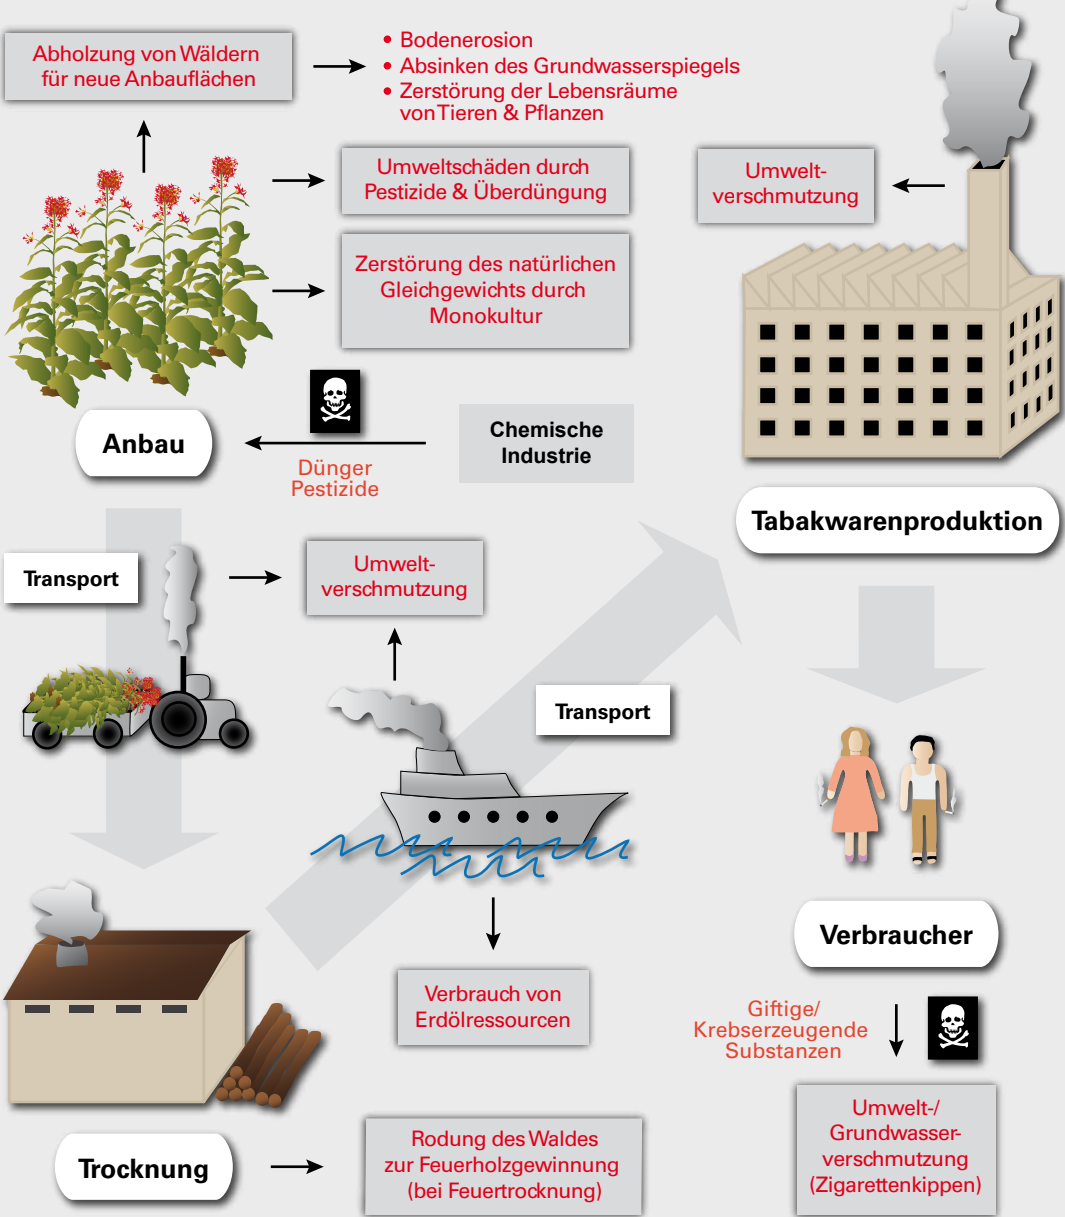 Abholzung von Wäldern
für neue Anbauflächen
• Bodenerosion
• Absinken des Grundwasserspiegels
• Zerstörung der Lebensräume
von Tieren & Pflanzen
Umweltschäden durch
Pestizide & Überdüngung
Zerstörung des natürlichen
Gleichgewichts durch
Monokultur
Umwelt-
verschmutzung
Anbau
Dünger
Pestizide
Chemische
Industrie
Tabakwarenproduktion
Transport
Umwelt-
verschmutzung
Transport
Verbrauch von
Erdölressourcen
Verbraucher
Giftige/
Krebserzeugende
Substanzen
Umwelt-/
Grundwasser-
verschmutzung
(Zigarettenkippen)
Trocknung
Rodung des Waldes
zur Feuerholzgewinnung
(bei Feuertrocknung)